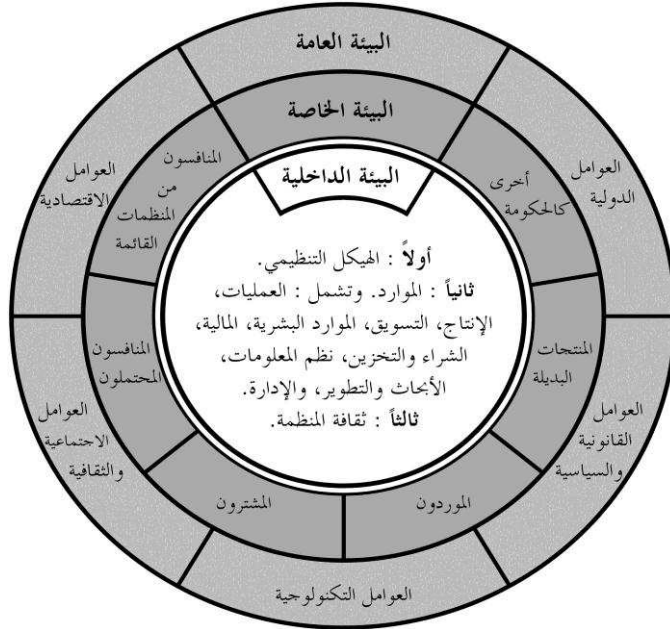 البيئة العامة
البيئة الخاصة
البيئة الداخلية
العوامل
الدولية
أخرى
كالحكومة
المنافسون
من
المنظمات
القائمة
العوامل
الاقتصادية
أولاً : الهيكل التنظيمي.
ثانياً : الموارد. وتشمل : العمليات،
الإنتاج، التسويق، الموارد البشرية، المالية،
الشراء والتخزين، نظم المعلومات،
الأبحاث والتطوير، والإدارة.
ثالثاً : ثقافة المنظمة.
المنتجات
البديلة
المنافسون
المحتملون
العوامل
القانونية
والسياسية
العوامل
الاجتماعية
والثقافية
الموردون
المشترون
العوامل التكنولوجية